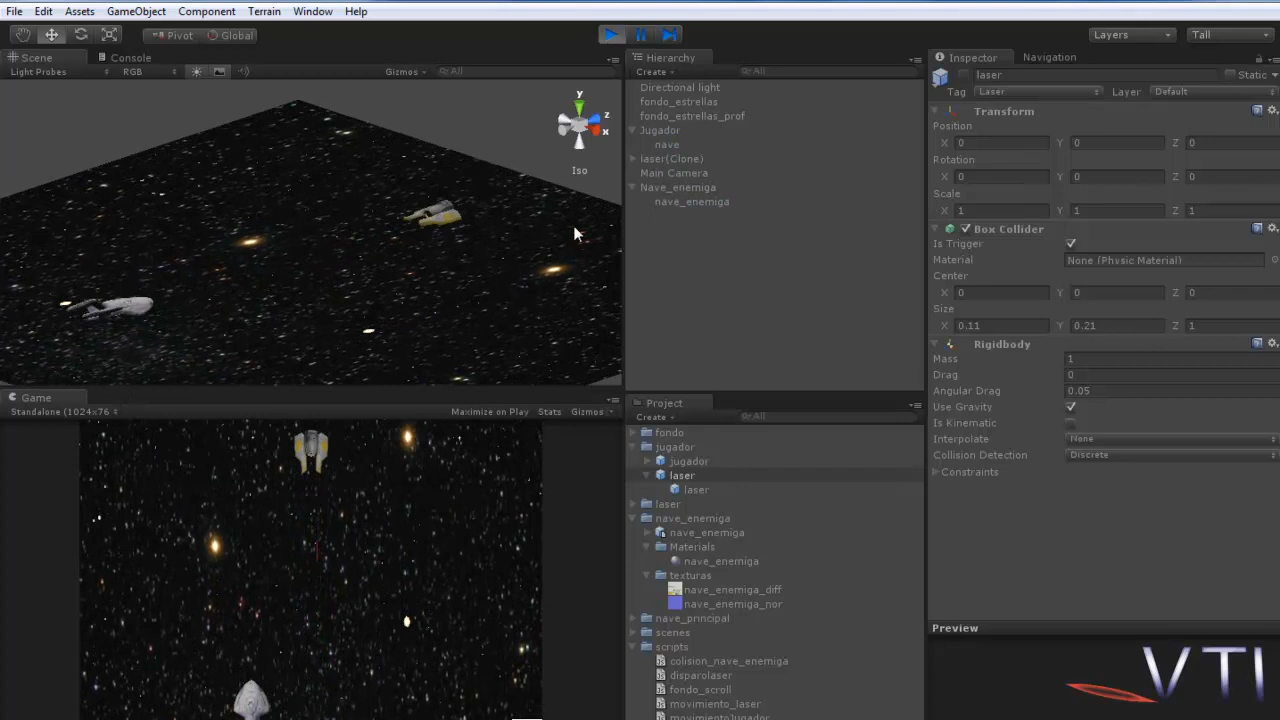 File Edit Assets GameObject Component Terrain Window Help
Pivot Global Layers Tall
Scene Console
Light Probes RGB Gizmos All
y
z
x
Iso
Game
Standalone (1024x76 Maximize on Play Stats Gizmos
Hierarchy
Create All
Directional light
fondo_estrellas
fondo_estrellas_prof
Jugador
nave
laser(Clone)
Main Camera
Nave_enemiga
nave_enemiga
Project
Create All
fondo
jugador
jugador
laser
laser
laser
nave_enemiga
nave_enemiga
Materials
nave_enemiga
texturas
nave_enemiga_diff
nave_enemiga_nor
nave_principal
scenes
scripts
colision_nave_enemiga
disparolaser
fondo_scroll
movimiento_laser
movimientoJugador
Inspector Navigation
laser Static
Tag Laser Layer Default
Transform
Position
X 0 Y 0 Z 0
Rotation
X 0 Y 0 Z 0
Scale
X 1 Y 1 Z 1
Box Collider
Is Trigger
Material None (Physic Material)
Center
X 0 Y 0 Z 0
Size
X 0.11 Y 0.21 Z 1
Rigidbody
Mass 1
Drag 0
Angular Drag 0.05
Use Gravity
Is Kinematic
Interpolate None
Collision Detection Discrete
Constraints
Preview
VTI